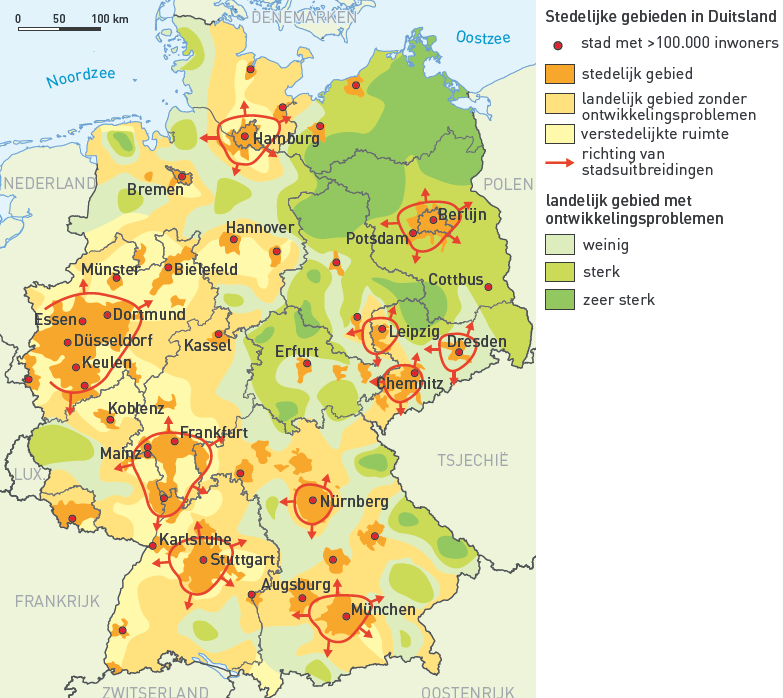 0 50 100 km
DENEMARKEN
Oostzee
Noordzee
Hamburg
NEDERLAND
POLEN
Bremen
Berlijn
Hannover
Potsdam
Münster
Bielefeld
Cottbus
Essen
Dortmund
Leipzig
Düsseldorf
Kassel
Dresden
Erfurt
Keulen
Chemnitz
Koblenz
Frankfurt
Mainz
TSJECHIË
LUX.
Nürnberg
Karlsruhe
Stuttgart
Augsburg
FRANKRIJK
München
ZWITSERLAND
OOSTENRIJK
Stedelijke gebieden in Duitsland
stad met >100.000 inwoners
stedelijk gebied
landelijk gebied zonder
ontwikkelingsproblemen
verstedelijkte ruimte
richting van
stadsuitbreidingen
landelijk gebied met
ontwikkelingsproblemen
weinig
sterk
zeer sterk